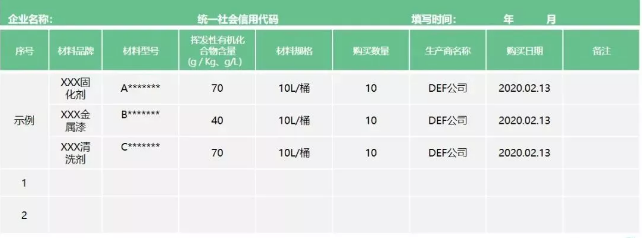 企业名称： 统一社会信用代码 填写时间： 年 月
序号 材料品牌 材料型号 挥发性有机化合物含量(g / Kg、g/L) 材料规格 购买数量 生产商名称 购买日期 备注
示例 XXX固化剂 A******* 70 10L/桶 10 DEF公司 2020.02.13
XXX金属漆 B******* 40 10L/桶 10 DEF公司 2020.02.13
XXX清洗剂 C******* 70 10L/桶 10 DEF公司 2020.02.13
1
2